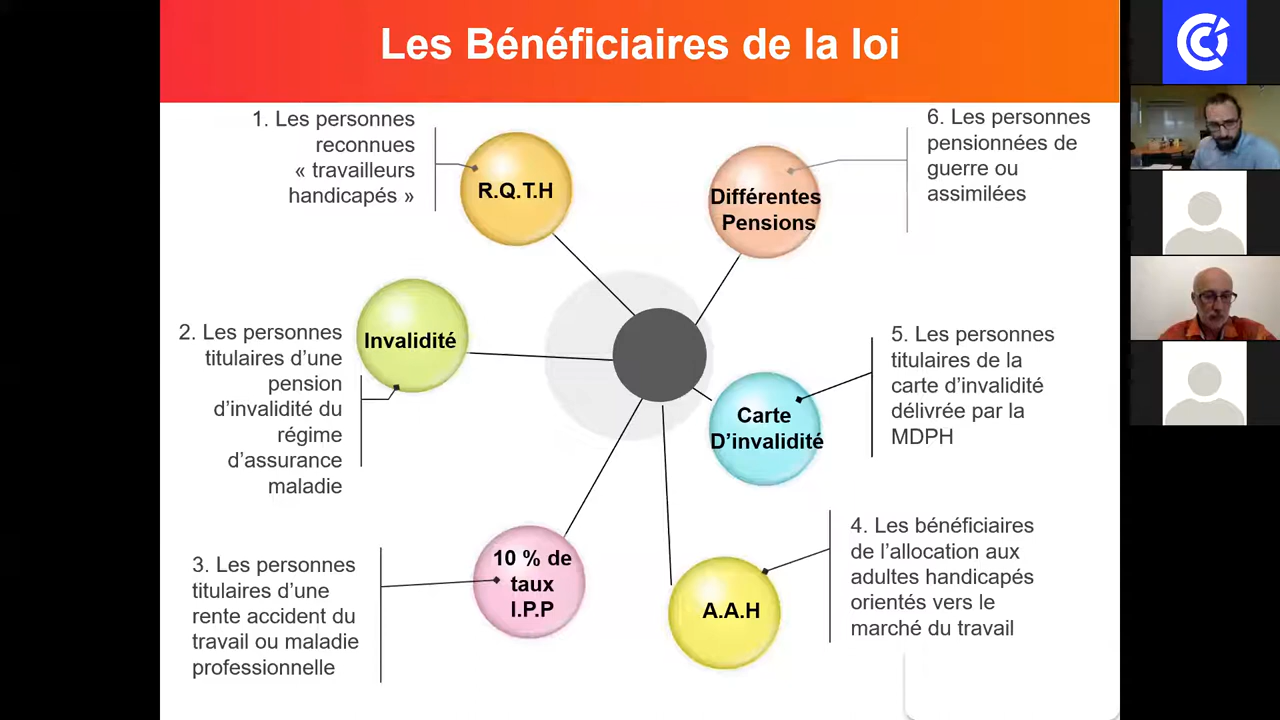 Les Bénéficiaires de la loi
1. Les personnes
reconnues
« travailleurs
handicapés »
R.Q.T.H
Différentes
Pensions
6. Les personnes
pensionnées de
guerre ou
assimilées
2. Les personnes
titulaires d’une
pension
d’invalidité du
régime
d’assurance
maladie
Invalidité
Carte
D’invalidité
5. Les personnes
titulaires de la
carte d’invalidité
délivrée par la
MDPH
3. Les personnes
titulaires d’une
rente accident du
travail ou maladie
professionnelle
10 % de
taux
I.P.P
A.A.H
4. Les bénéficiaires
de l’allocation aux
adultes handicapés
orientés vers le
marché du travail